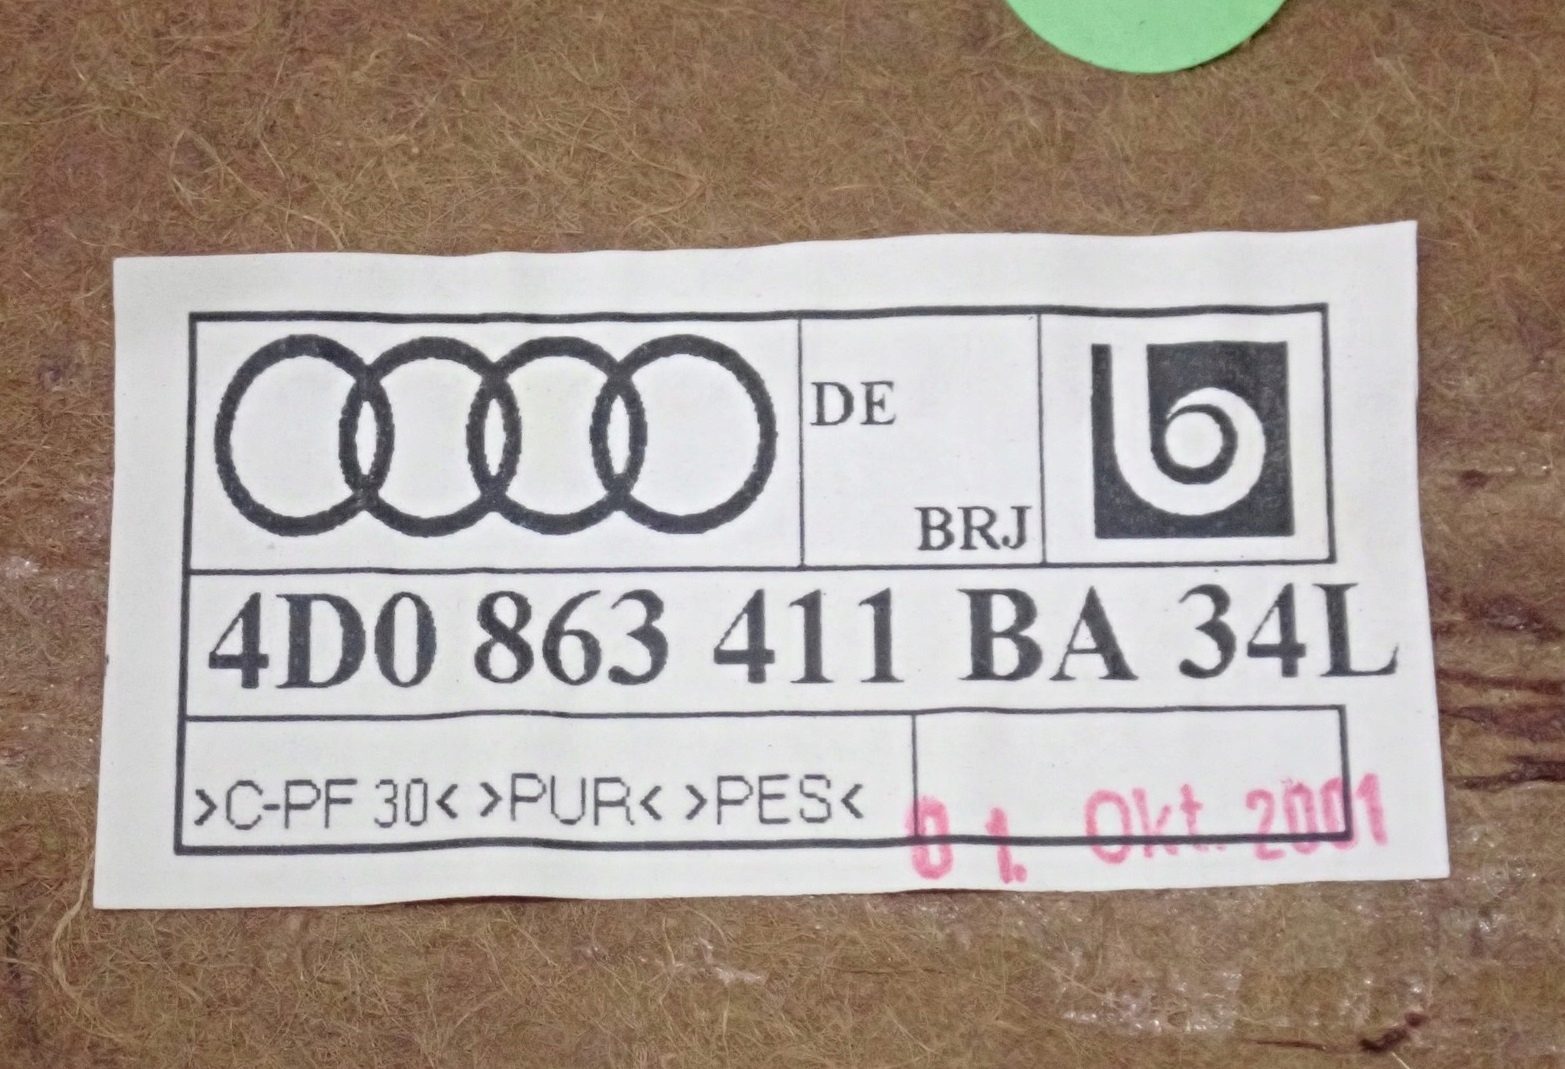 DE
BRJ
4D0 863 411 BA 34L
>C-PF 30< >PUR< >PES<
01. Okt. 2001